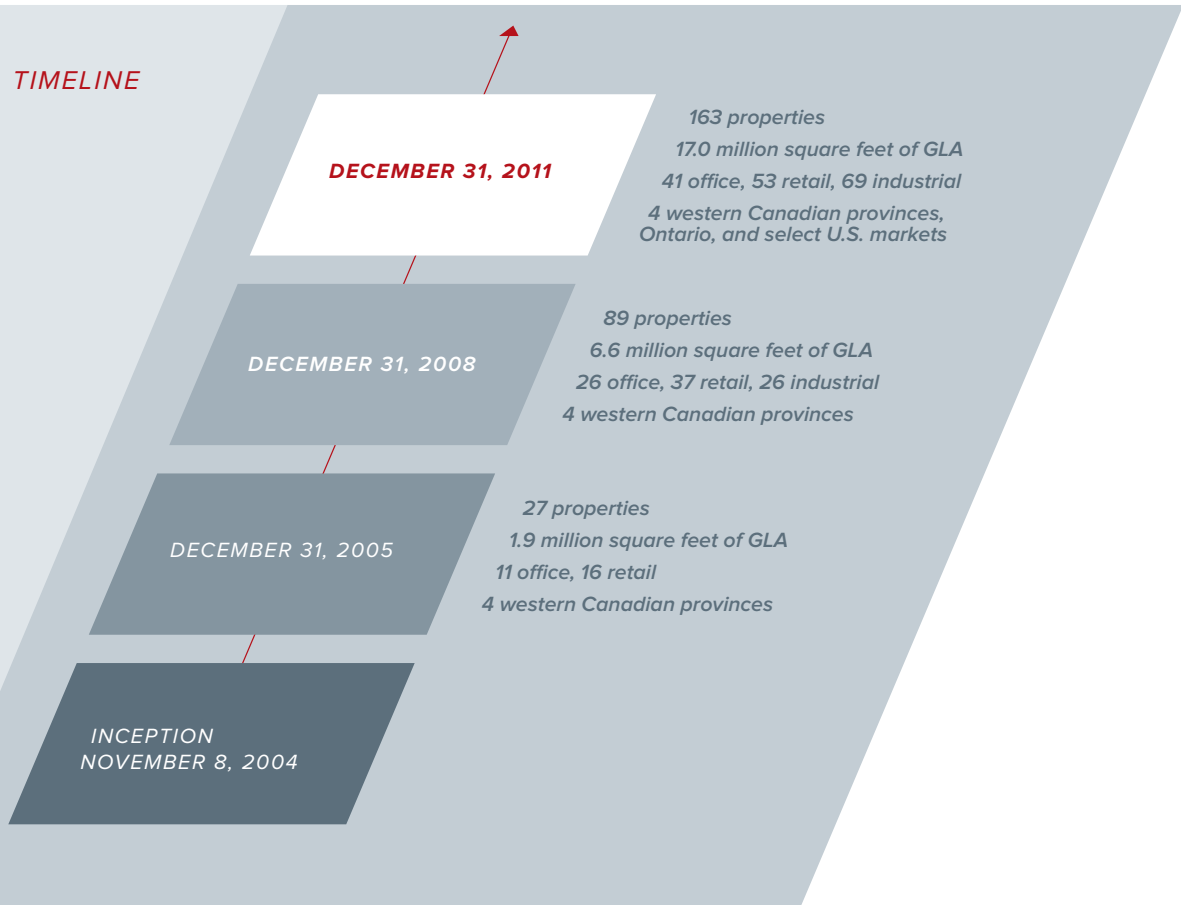 TIMELINE
DECEMBER 31, 2011
163 properties
17.0 million square feet of GLA
41 office, 53 retail, 69 industrial
4 western Canadian provinces,
Ontario, and select U.S. markets
DECEMBER 31, 2008
89 properties
6.6 million square feet of GLA
26 office, 37 retail, 26 industrial
4 western Canadian provinces
DECEMBER 31, 2005
27 properties
1.9 million square feet of GLA
11 office, 16 retail
4 western Canadian provinces
INCEPTION
NOVEMBER 8, 2004